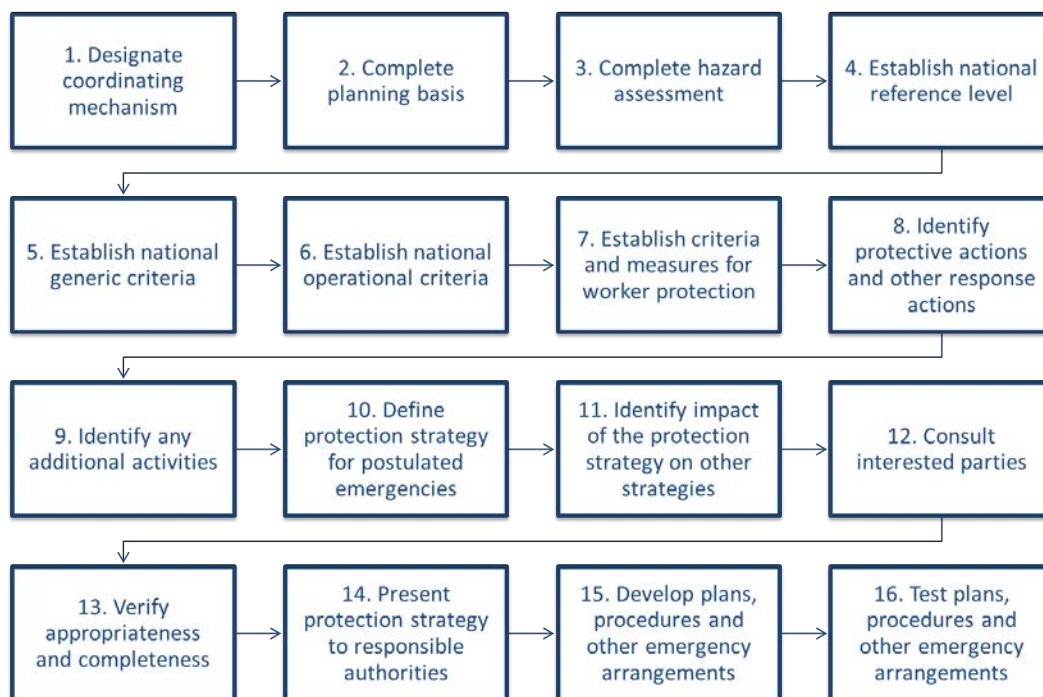 1. Designate
coordinating
mechanism
2. Complete
planning basis
3. Complete hazard
assessment
4. Establish national
reference level
5. Establish national
generic criteria
6. Establish national
operational criteria
7. Establish criteria
and measures for
worker protection
8. Identify
protective actions
and other response
actions
9. Identify any
additional activities
10. Define
protection strategy
for postulated
emergencies
11. Identify impact
of the protection
strategy on other
strategies
12. Consult
interested parties
13. Verify
appropriateness
and completeness
14. Present
protection strategy
to responsible
authorities
15. Develop plans,
procedures and
other emergency
arrangements
16. Test plans,
procedures and
other emergency
arrangements